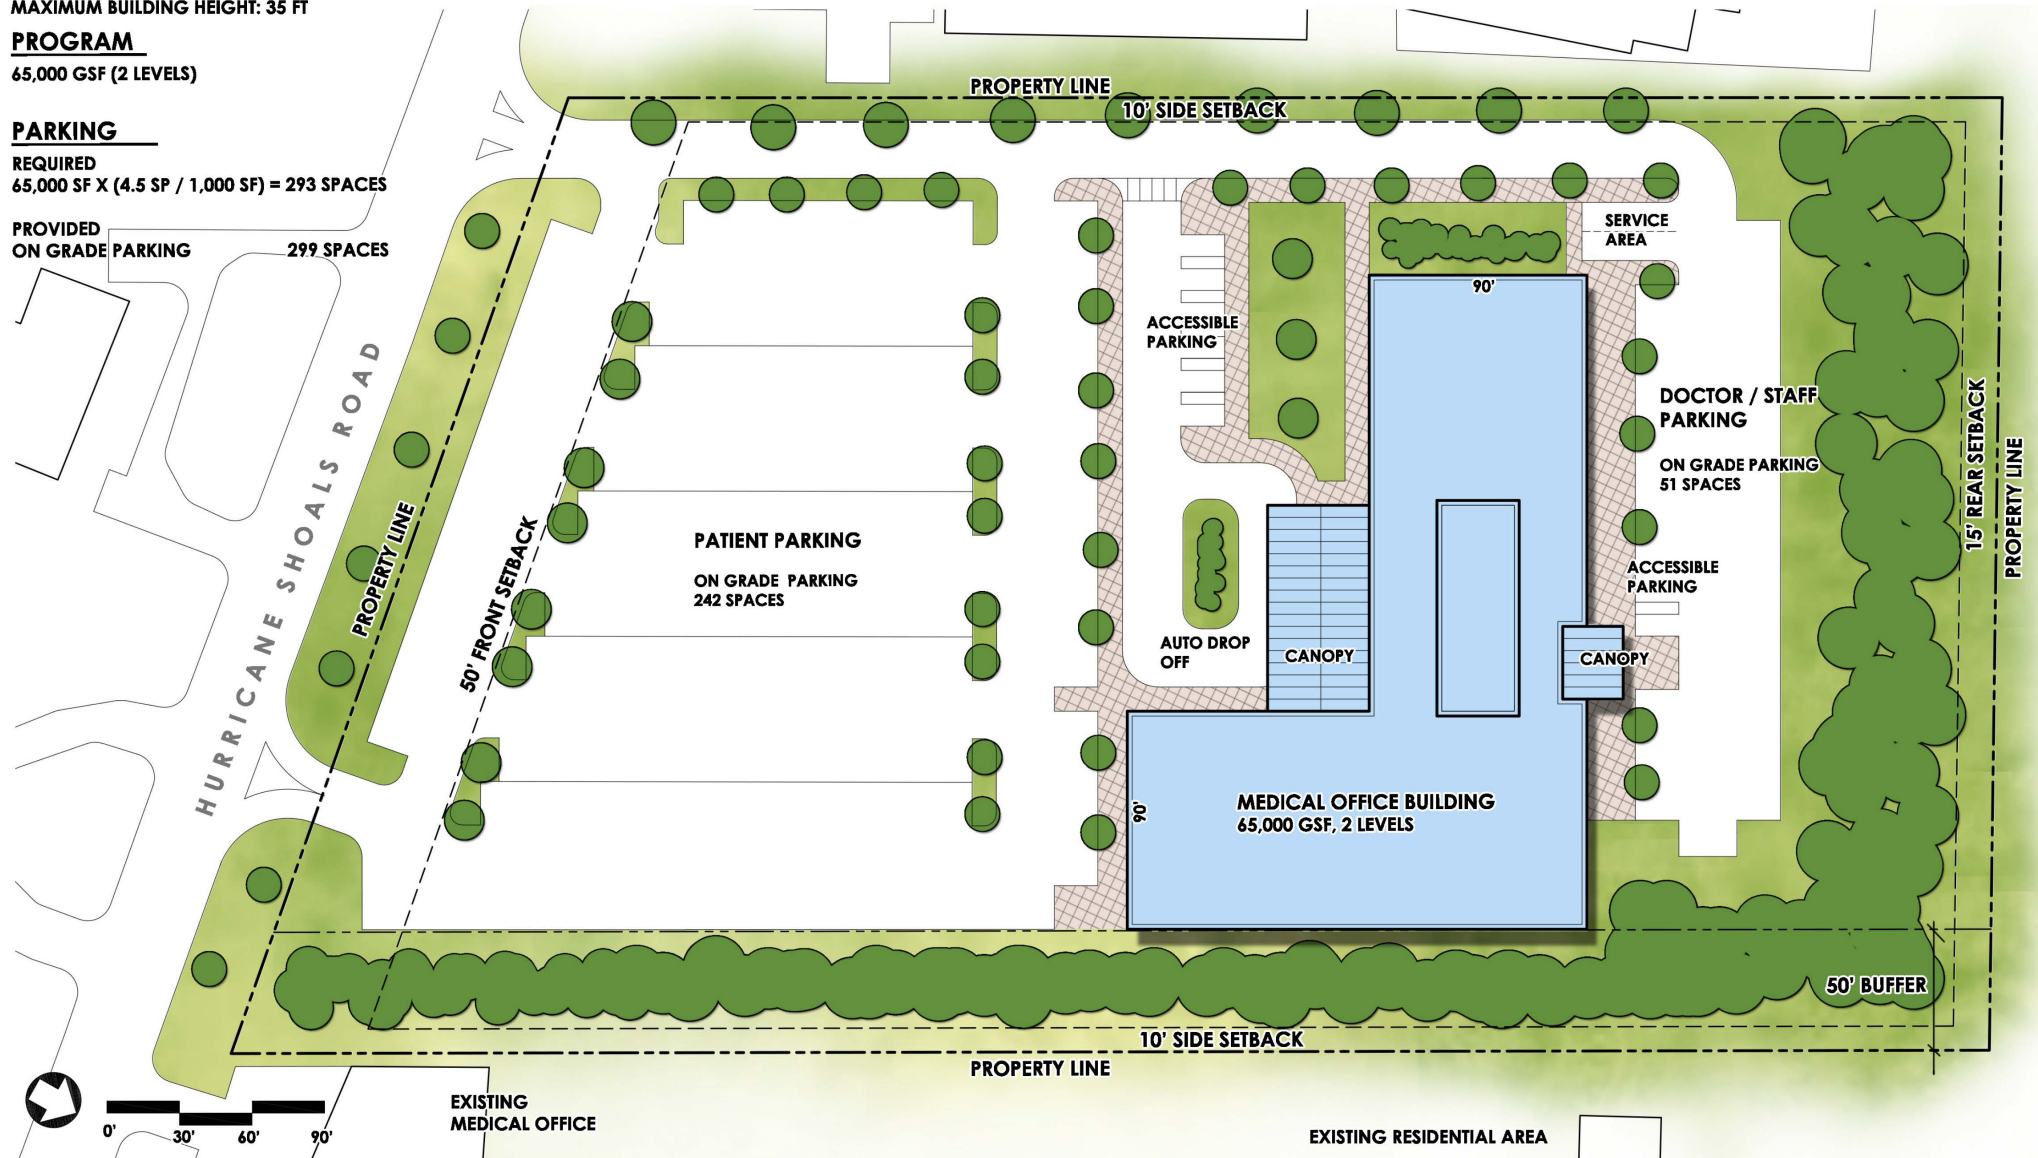 MAXIMUM BUILDING HEIGHT: 35 FT
PROGRAM
65,000 GSF (2 LEVELS)
PARKING
REQUIRED
65,000 SF X (4.5 SP / 1,000 SF) = 293 SPACES
PROVIDED
ON GRADE PARKING 299 SPACES
PROPERTY LINE
10' SIDE SETBACK
SERVICE
AREA
90'
ACCESSIBLE
PARKING
DOCTOR / STAFF
PARKING
ON GRADE PARKING
51 SPACES
15' REAR SETBACK
PROPERTY LINE
HURRICANE SHOALS ROAD
PROPERTY LINE
50' FRONT SETBACK
PATIENT PARKING
ON GRADE PARKING
242 SPACES
ACCESSIBLE
PARKING
AUTO DROP
OFF
CANOPY
CANOPY
90'
MEDICAL OFFICE BUILDING
65,000 GSF, 2 LEVELS
50' BUFFER
10' SIDE SETBACK
PROPERTY LINE
0' 30' 60' 90'
EXISTING
MEDICAL OFFICE
EXISTING RESIDENTIAL AREA